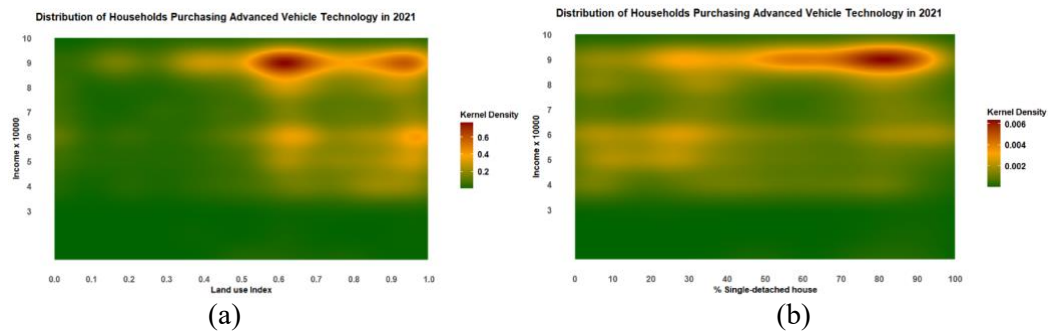 Distribution of Households Purchasing Advanced Vehicle Technology in 2021
10
9
8
7
6
5
4
3
Income x 10000
0.0 0.1 0.2 0.3 0.4 0.5 0.6 0.7 0.8 0.9 1.0
Land use Index
Kernel Density
0.6
0.4
0.2
(a)
Distribution of Households Purchasing Advanced Vehicle Technology in 2021
10
9
8
7
6
5
4
3
Income x 10000
0 10 20 30 40 50 60 70 80 90 100
% Single-detached house
Kernel Density
0.006
0.004
0.002
(b)